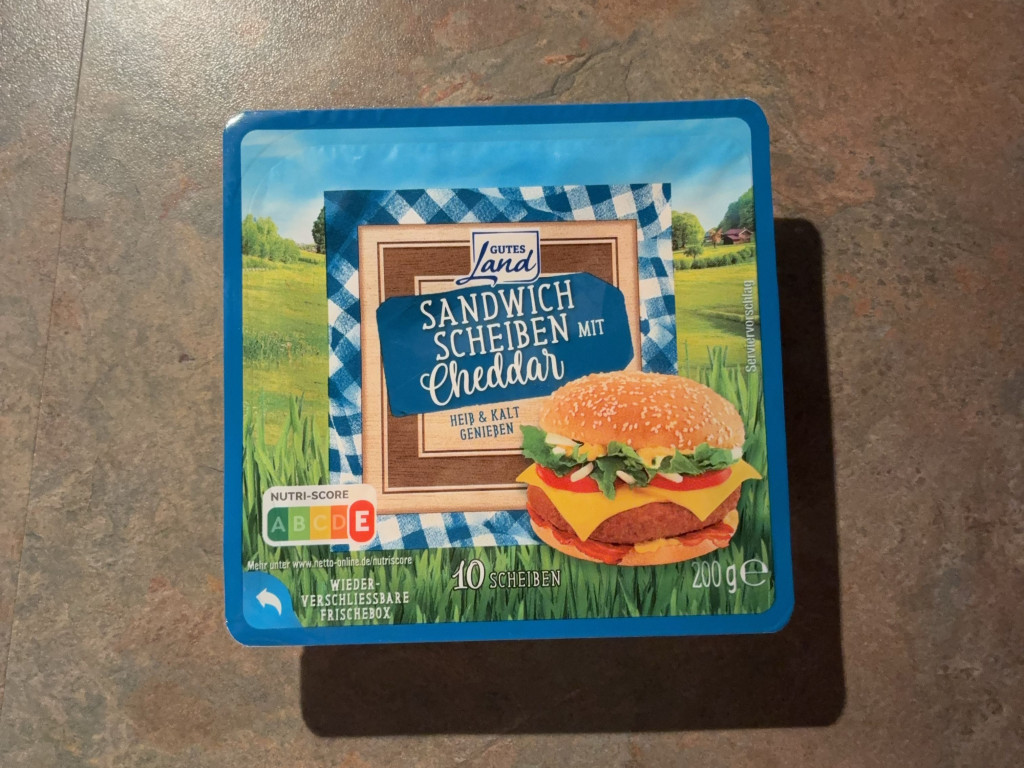 GUTES
Land
SANDWICH
SCHEIBEN MIT
Cheddar
HEIß & KALT
GENIEßEN
Serviervorschlag
NUTRI-SCORE
ABCDE
Mehr unter www.netto-online.de/nutriscore
WIEDER-
VERSCHLIESSBARE
FRISCHEBOX
10 SCHEIBEN
200 g ℮